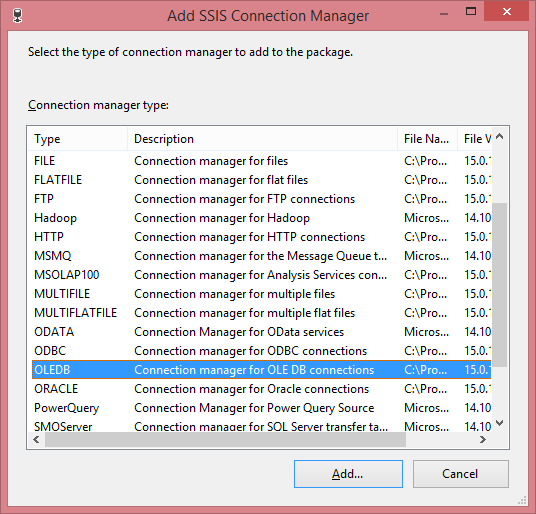 Add SSIS Connection Manager
Select the type of connection manager to add to the package.
Connection manager type:
Type Description File Na... File V
FILE Connection manager for files C:\Pro... 15.0.1
FLATFILE Connection manager for flat files C:\Pro... 15.0.1
FTP Connection manager for FTP connections C:\Pro... 15.0.1
Hadoop Connection manager for Hadoop Micros... 14.10
HTTP Connection manager for HTTP connections C:\Pro... 15.0.1
MSMQ Connection manager for the Message Queue t... Micros... 14.10
MSOLAP100 Connection manager for Analysis Services con... C:\Pro... 15.0.1
MULTIFILE Connection manager for multiple files C:\Pro... 15.0.1
MULTIFLATFILE Connection manager for multiple flat files C:\Pro... 15.0.1
ODATA Connection Manager for OData services Micros... 14.10
ODBC Connection manager for ODBC connections C:\Pro... 15.0.1
OLEDB Connection manager for OLE DB connections C:\Pro... 15.0.1
ORACLE Connection manager for Oracle connections C:\Pro... 15.0.1
PowerQuery Connection manager for Power Query Source Micros... 14.10
SMOServer Connection manager for SQL Server transfer ta... Micros... 14.10
Add... Cancel